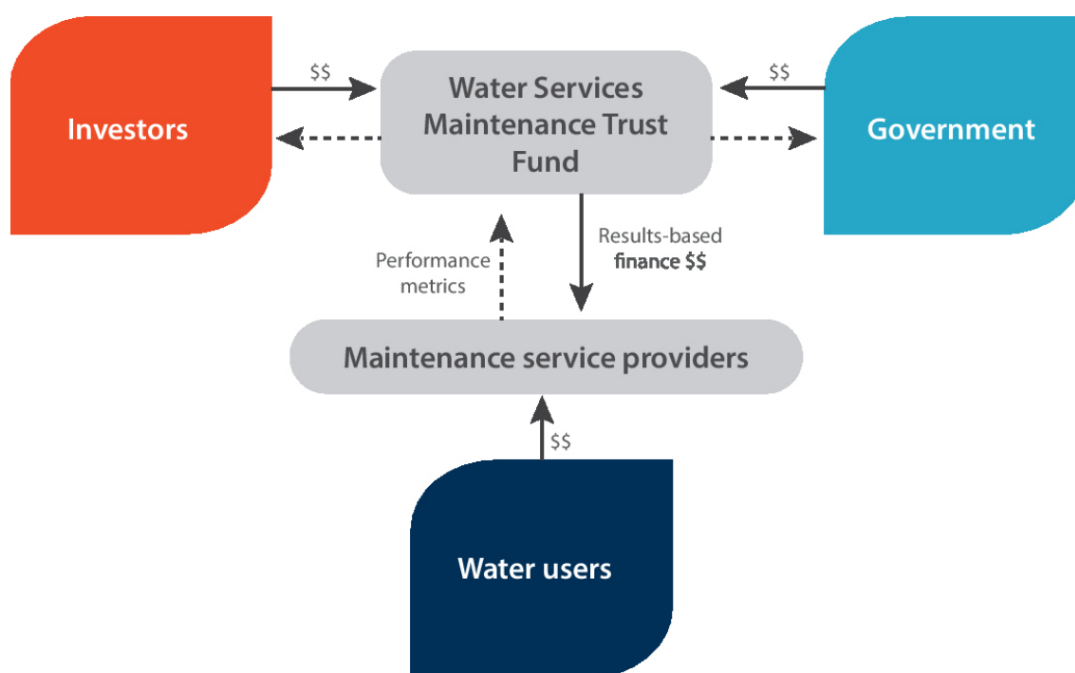 $$
$$
Water Services
Maintenance Trust
Fund
Investors
Government
Performance
metrics
Results-based
finance $$
Maintenance service providers
$$
Water users